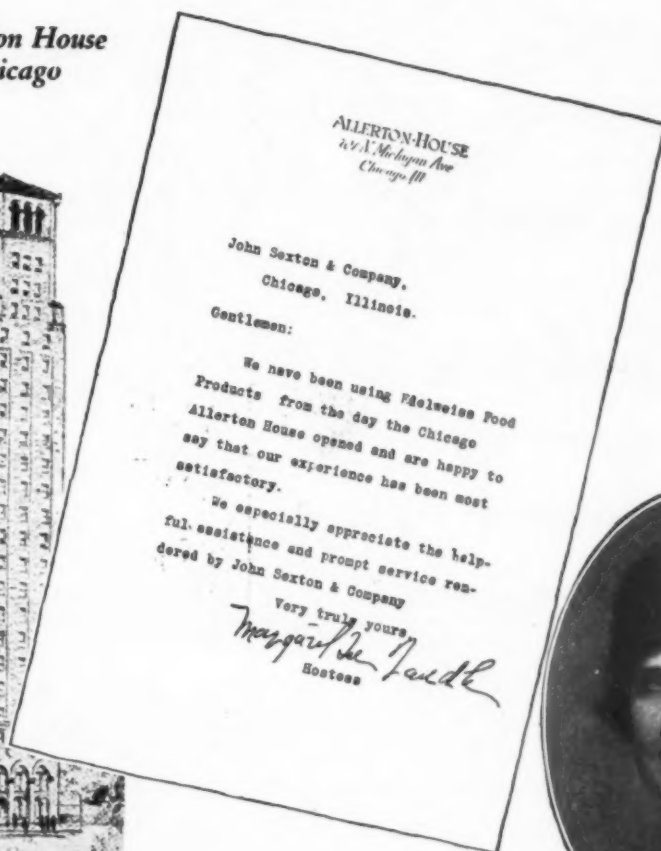 on House
icago
ALLERTON·HOUSE
701 N Michigan Ave
Chicago Ill
John Sexton & Company,
Chicago, Illinois.
Gentlemen:
We have been using Edelweiss Food
Products from the day the Chicago
Allerton House opened and are happy to
say that our experience has been most
satisfactory.
We especially appreciate the help-
ful assistance and prompt service ren-
dered by John Sexton & Company
Very truly yours,
Margaret
Hostess